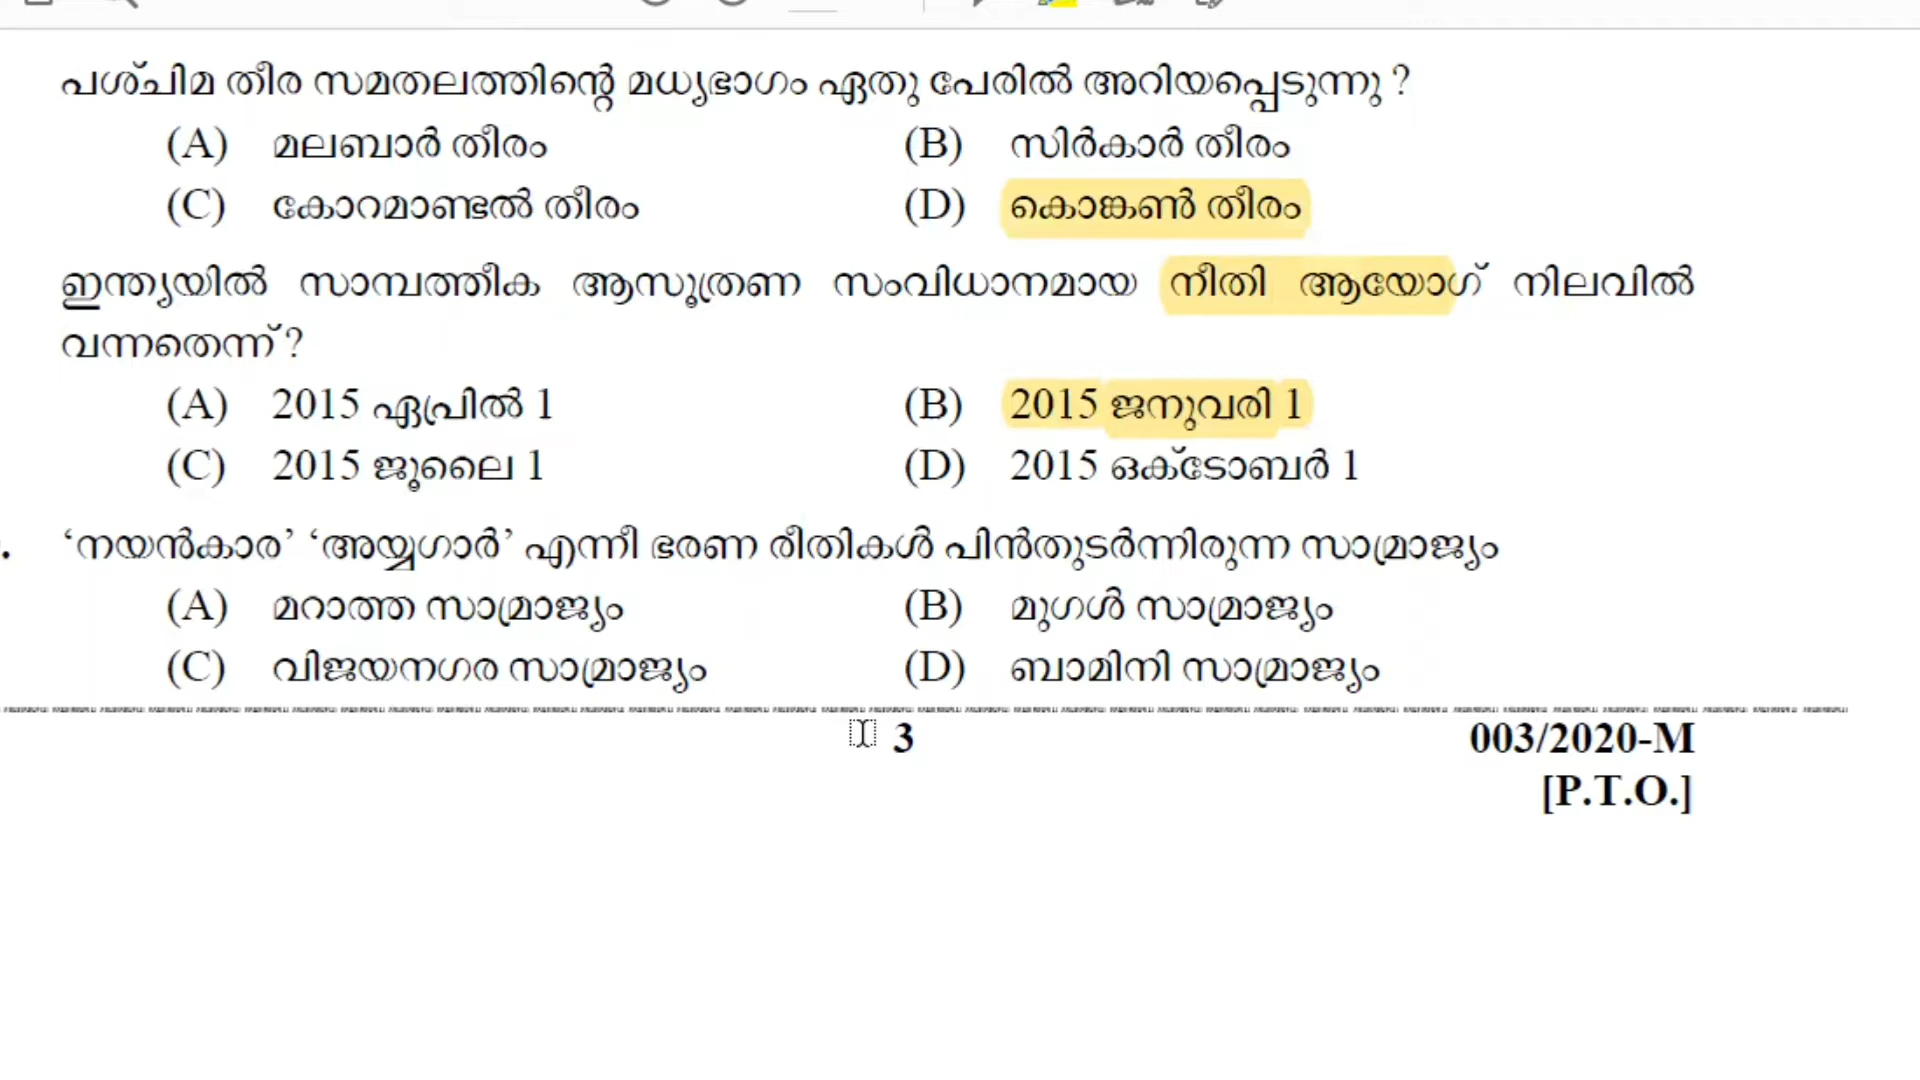 പശ്ചിമ തീര സമതലത്തിന്റെ മധ്യഭാഗം ഏതു പേരിൽ അറിയപ്പെടുന്നു ?
(A) മലബാർ തീരം (B) സിർകാർ തീരം
(C) കോറമാണ്ടൽ തീരം (D) കൊങ്കൺ തീരം
ഇന്ത്യയിൽ സാമ്പത്തീക ആസൂത്രണ സംവിധാനമായ നീതി ആയോഗ് നിലവിൽ
വന്നതെന്ന് ?
(A) 2015 ഏപ്രിൽ 1 (B) 2015 ജനുവരി 1
(C) 2015 ജൂലൈ 1 (D) 2015 ഒക്ടോബർ 1
. ‘നയൻകാര’ ‘അയ്യഗാർ’ എന്നീ ഭരണ രീതികൾ പിൻതുടർന്നിരുന്ന സാമ്രാജ്യം
(A) മറാത്ത സാമ്രാജ്യം (B) മുഗൾ സാമ്രാജ്യം
(C) വിജയനഗര സാമ്രാജ്യം (D) ബാമിനി സാമ്രാജ്യം
3 003/2020-M
[P.T.O.]